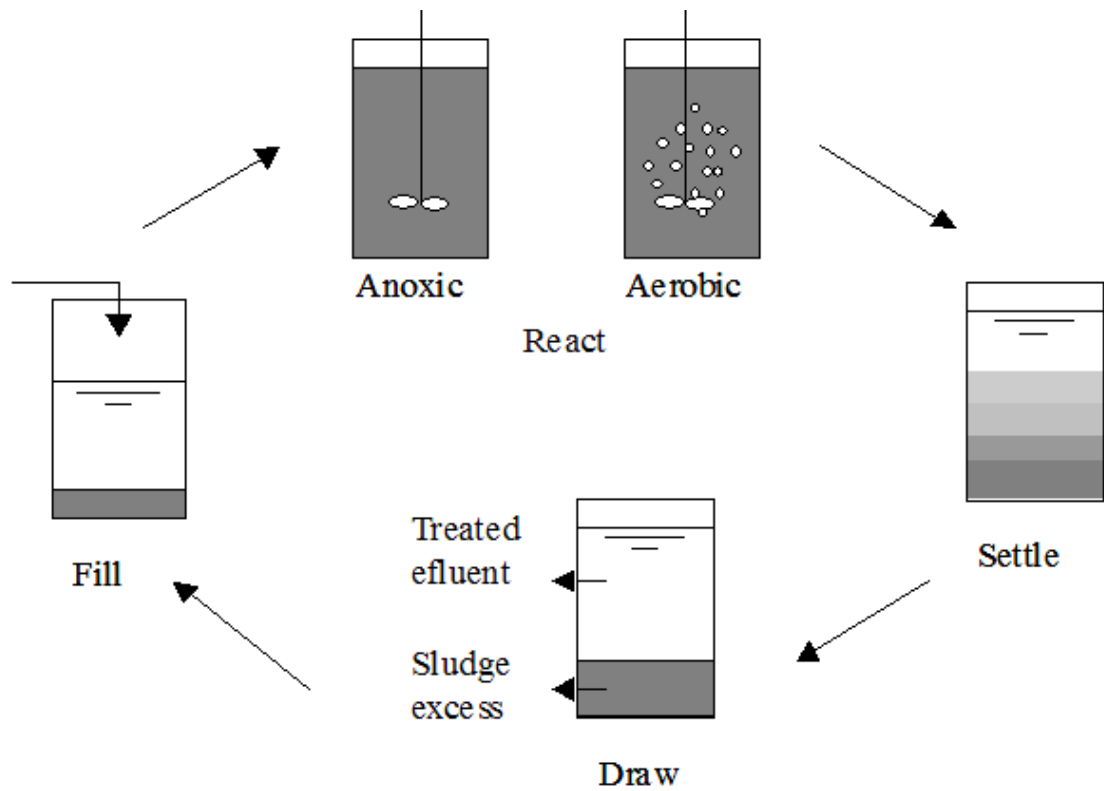 Anoxic
Aerobic
React
Fill
Settle
Treated
efluent
Sludge
excess
Draw